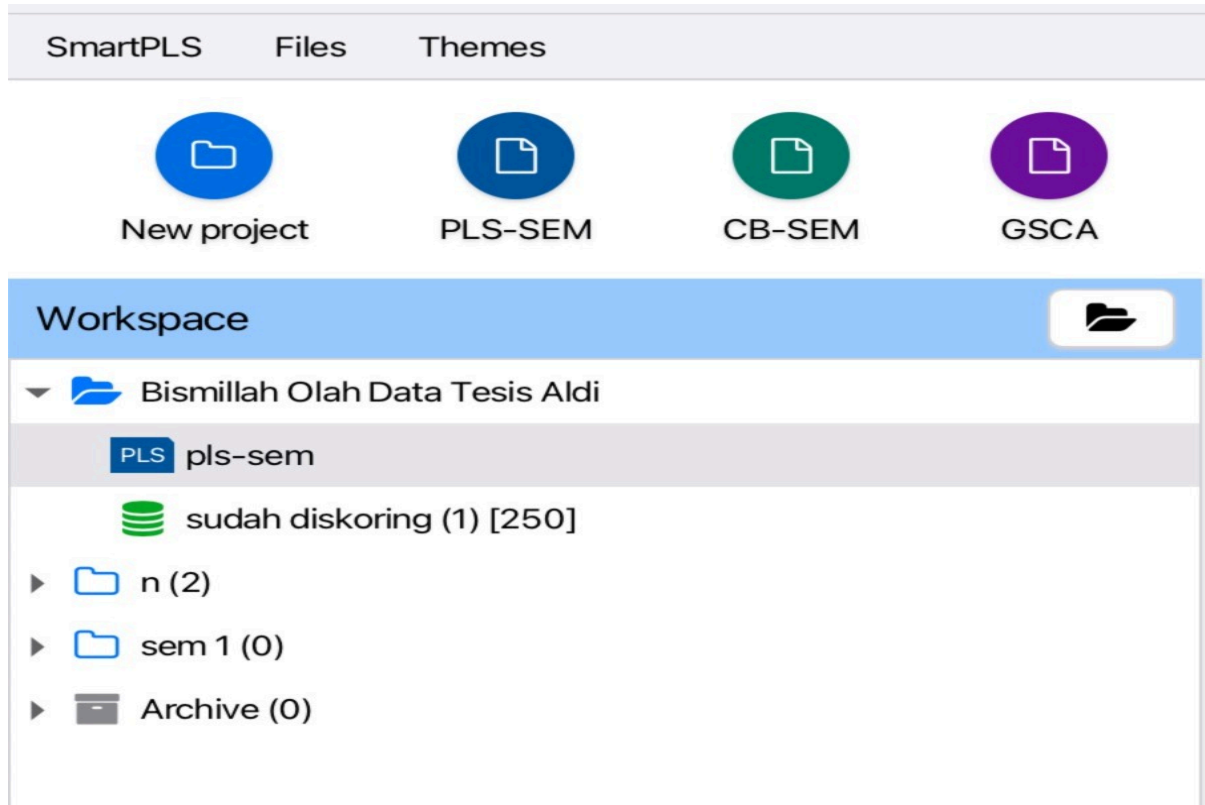 SmartPLS Files Themes
New project PLS-SEM CB-SEM GSCA
Workspace
Bismillah Olah Data Tesis Aldi
PLS pls-sem
sudah diskoring (1) [250]
n (2)
sem 1 (0)
Archive (0)